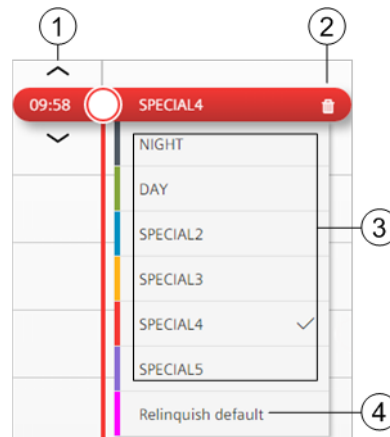 1
2
09:58 SPECIAL4
NIGHT
DAY
SPECIAL2
3
SPECIAL3
SPECIAL4
SPECIAL5
Relinquish default
4